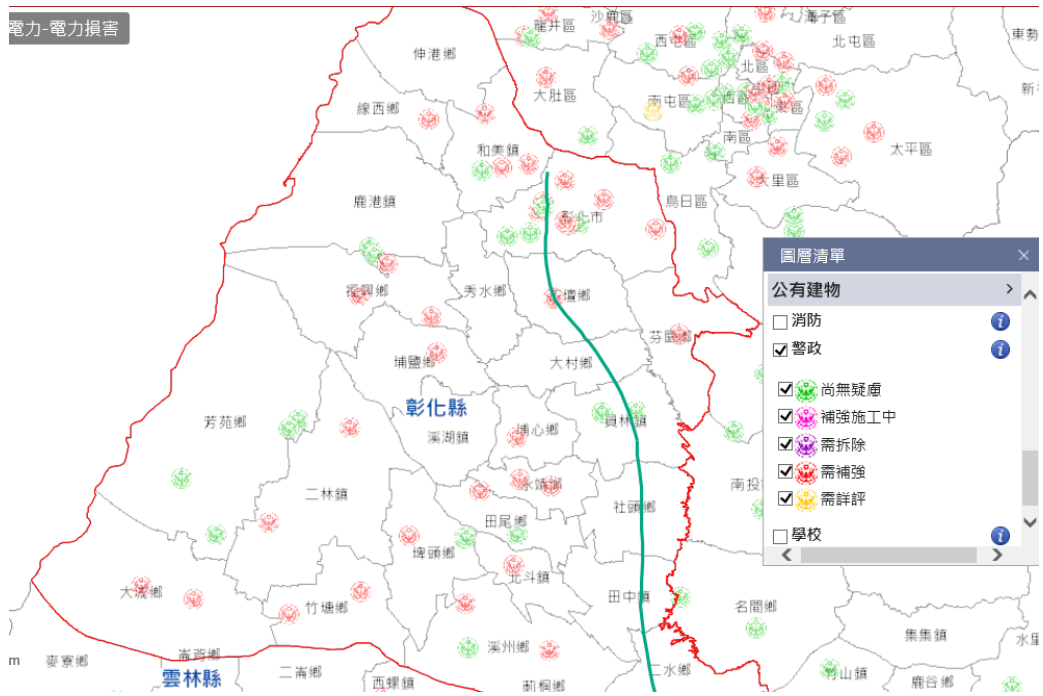 電力-電力損害
沙鹿區
龍井區
潭子區
伸港鄉
西屯區
北屯區
東勢
北區
大肚區
新
線西鄉
南屯區
西區
東區
南區
和美鎮
太平區
大里區
鹿港鎮
烏日區
彰化市
圖層清單
公有建物
消防
警政
尚無疑慮
補強施工中
需拆除
需補強
需詳評
學校
福興鄉
秀水鄉
花壇鄉
芬園鄉
埔鹽鄉
大村鄉
彰化縣
芳苑鄉
溪湖鎮
埔心鄉
員林鎮
二林鎮
永靖鄉
社頭鄉
南投
田尾鄉
埤頭鄉
北斗鎮
大城鄉
竹塘鄉
田中鎮
名間鄉
集集鎮
水里
溪州鄉
m
麥寮鄉
崙背鄉
二崙鄉
二水鄉
竹山鎮
鹿谷鄉
雲林縣
西螺鎮
莿桐鄉